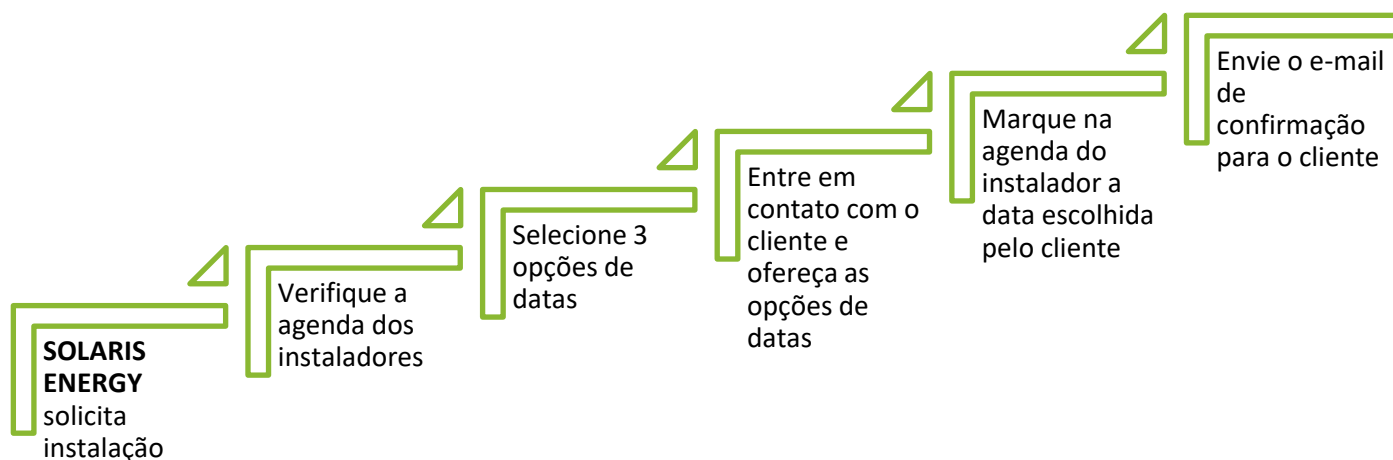 SOLARIS
ENERGY
solicita
instalação
Verifique a
agenda dos
instaladores
Selecione 3
opções de
datas
Entre em
contato com o
cliente e
ofereça as
opções de
datas
Marque na
agenda do
instalador a
data escolhida
pelo cliente
Envie o e-mail
de
confirmação
para o cliente